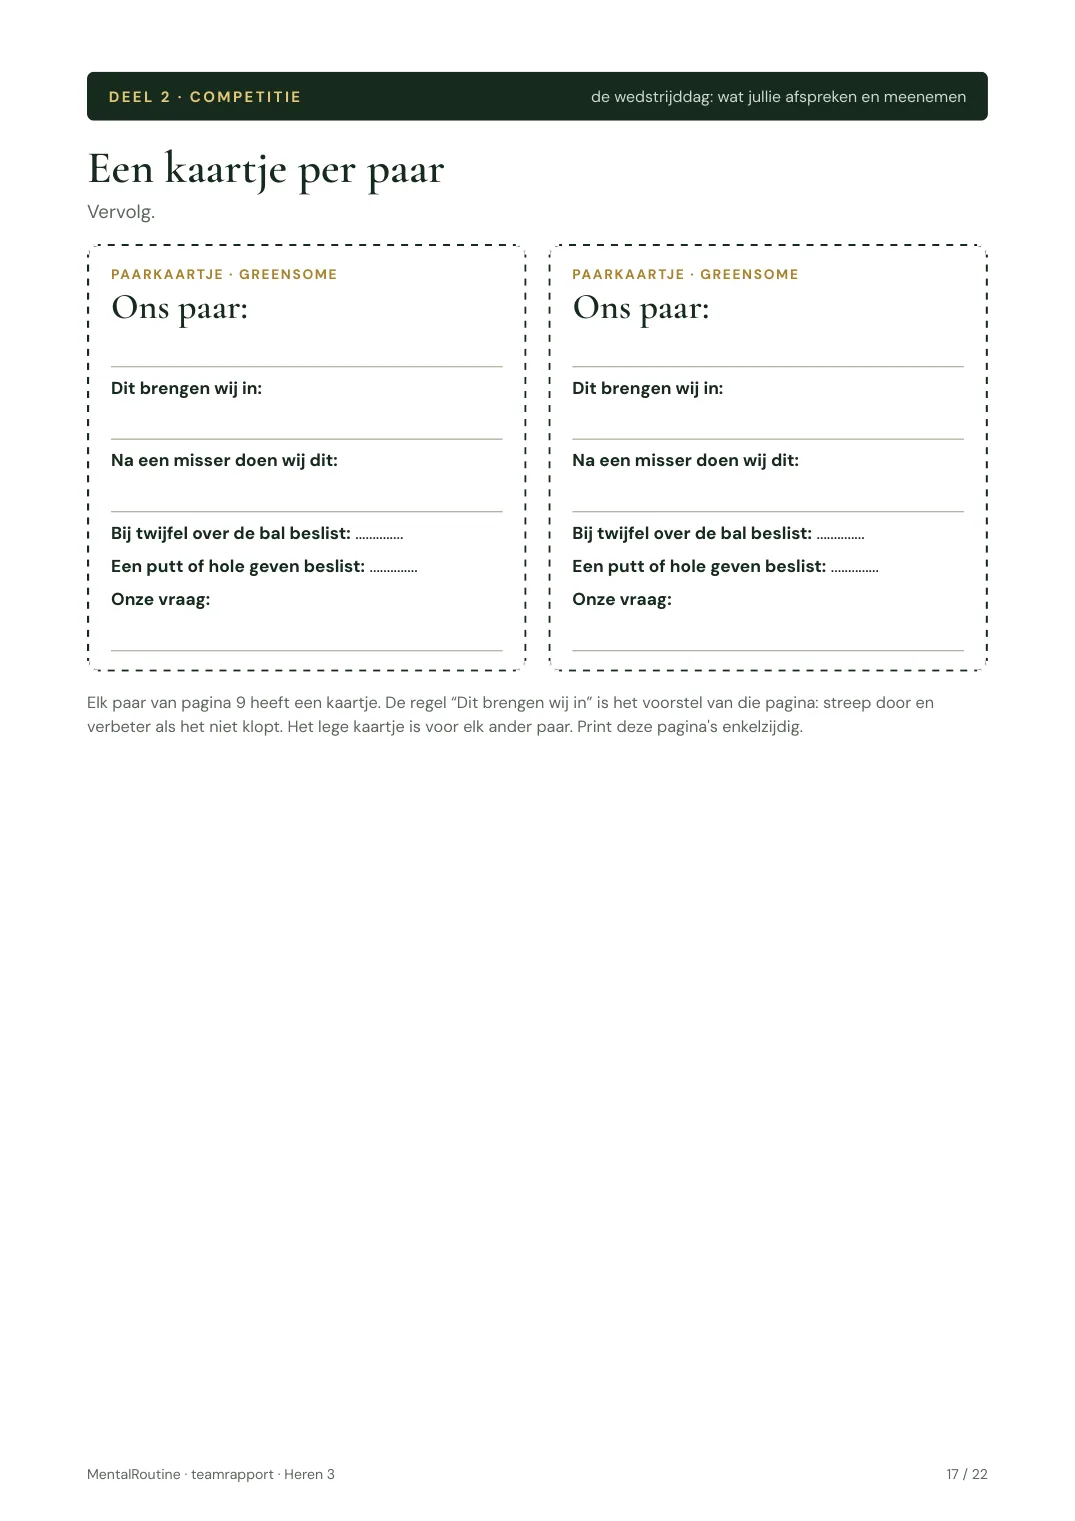 DEEL 2 · COMPETITIE
de wedstrijddag: wat jullie afspreken en meenemen
Een kaartje per paar
Vervolg.
PAARKAARTJE · GREENSOME
Ons paar:
Dit brengen wij in:
Na een misser doen wij dit:
Bij twijfel over de bal beslist: ..............
Een putt of hole geven beslist: ..............
Onze vraag:
PAARKAARTJE · GREENSOME
Ons paar:
Dit brengen wij in:
Na een misser doen wij dit:
Bij twijfel over de bal beslist: ..............
Een putt of hole geven beslist: ..............
Onze vraag:
Elk paar van pagina 9 heeft een kaartje. De regel “Dit brengen wij in” is het voorstel van die pagina: streep door en
verbeter als het niet klopt. Het lege kaartje is voor elk ander paar. Print deze pagina's enkelzijdig.
MentalRoutine · teamrapport · Heren 3
17 / 22